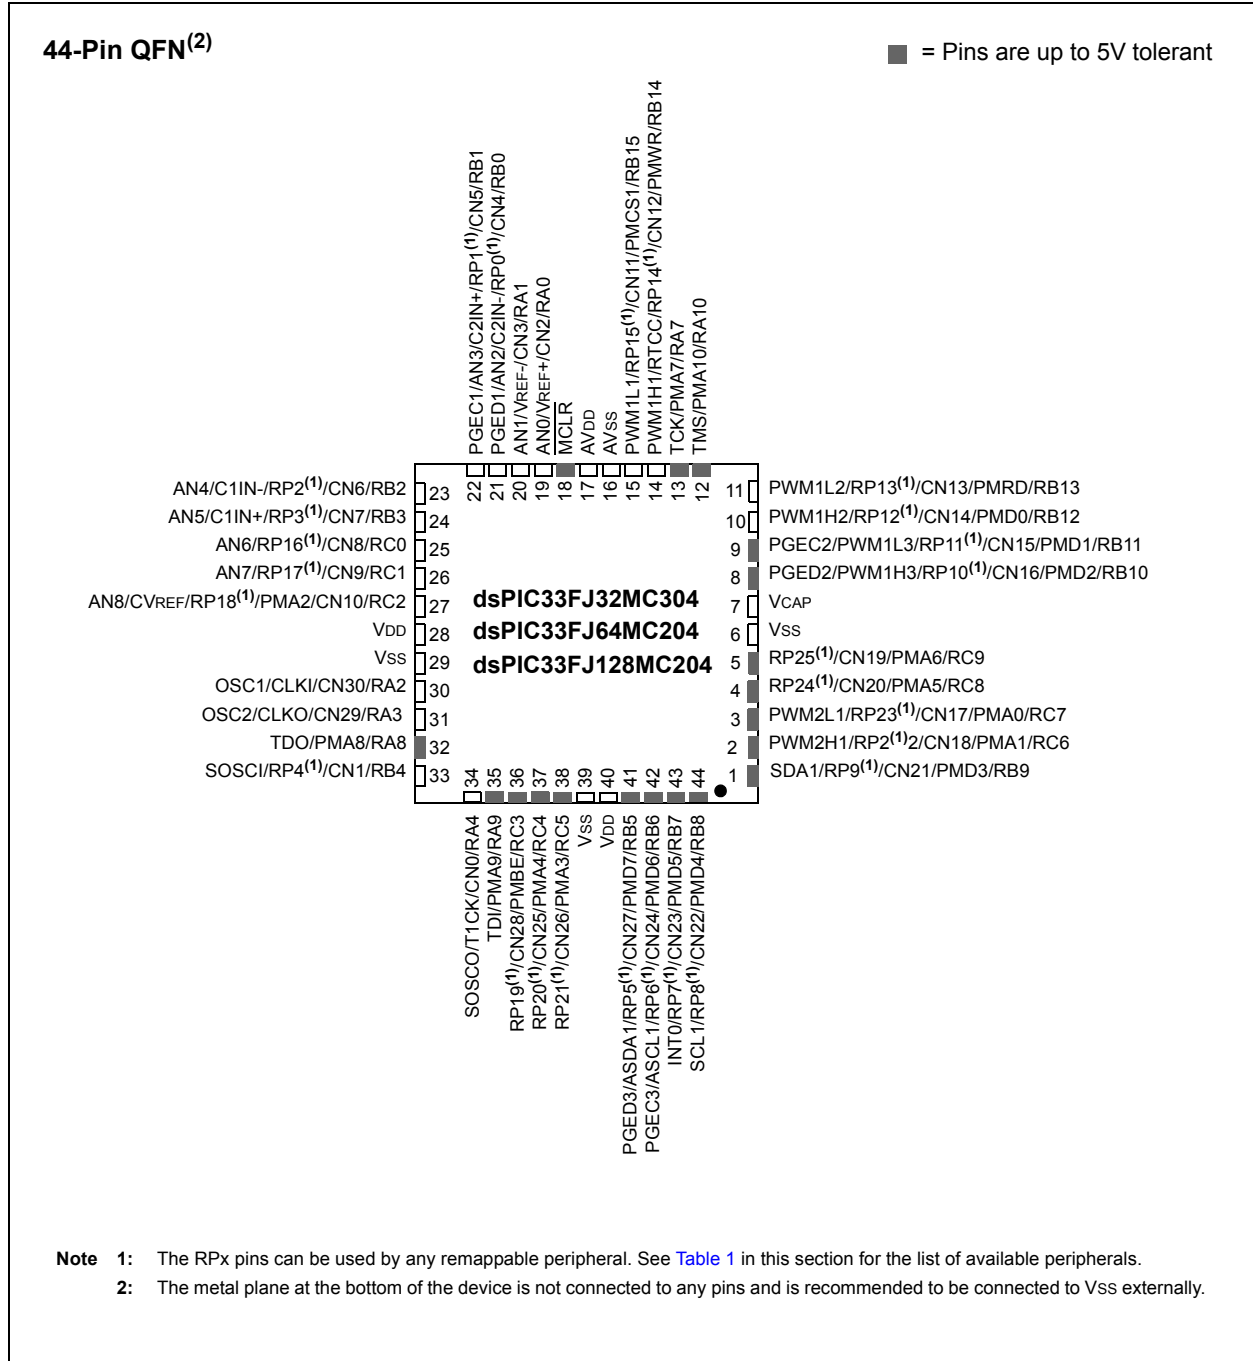 44-Pin QFN(2)
= Pins are up to 5V tolerant
PGEC1/AN3/C2IN+/RP1(1)/CN5/RB1
PGED1/AN2/C2IN-/RP0(1)/CN4/RB0
AN1/VREF-/CN3/RA1
AN0/VREF+/CN2/RA0
MCLR
AVDD
AVSS
PWM1L1/RP15(1)/CN11/PMCS1/RB15
PWM1H1/RTCC/RP14(1)/CN12/PMWR/RB14
TCK/PMA7/RA7
TMS/PMA10/RA10
22 21 20 19 18 17 16 15 14 13 12
AN4/C1IN-/RP2(1)/CN6/RB2 23
AN5/C1IN+/RP3(1)/CN7/RB3 24
AN6/RP16(1)/CN8/RC0 25
AN7/RP17(1)/CN9/RC1 26
AN8/CVREF/RP18(1)/PMA2/CN10/RC2 27
VDD 28
VSS 29
OSC1/CLKI/CN30/RA2 30
OSC2/CLKO/CN29/RA3 31
TDO/PMA8/RA8 32
SOSCI/RP4(1)/CN1/RB4 33
dsPIC33FJ32MC304
dsPIC33FJ64MC204
dsPIC33FJ128MC204
11 PWM1L2/RP13(1)/CN13/PMRD/RB13
10 PWM1H2/RP12(1)/CN14/PMD0/RB12
9 PGEC2/PWM1L3/RP11(1)/CN15/PMD1/RB11
8 PGED2/PWM1H3/RP10(1)/CN16/PMD2/RB10
7 VCAP
6 VSS
5 RP25(1)/CN19/PMA6/RC9
4 RP24(1)/CN20/PMA5/RC8
3 PWM2L1/RP23(1)/CN17/PMA0/RC7
2 PWM2H1/RP2(1)2/CN18/PMA1/RC6
1 SDA1/RP9(1)/CN21/PMD3/RB9
34 35 36 37 38 39 40 41 42 43 44
SOSCO/T1CK/CN0/RA4
TDI/PMA9/RA9
RP19(1)/CN28/PMBE/RC3
RP20(1)/CN25/PMA4/RC4
RP21(1)/CN26/PMA3/RC5
VSS
VDD
PGED3/ASDA1/RP5(1)/CN27/PMD7/RB5
PGEC3/ASCL1/RP6(1)/CN24/PMD6/RB6
INT0/RP7(1)/CN23/PMD5/RB7
SCL1/RP8(1)/CN22/PMD4/RB8
Note 1: The RPx pins can be used by any remappable peripheral. See Table 1 in this section for the list of available peripherals.
2: The metal plane at the bottom of the device is not connected to any pins and is recommended to be connected to VSS externally.